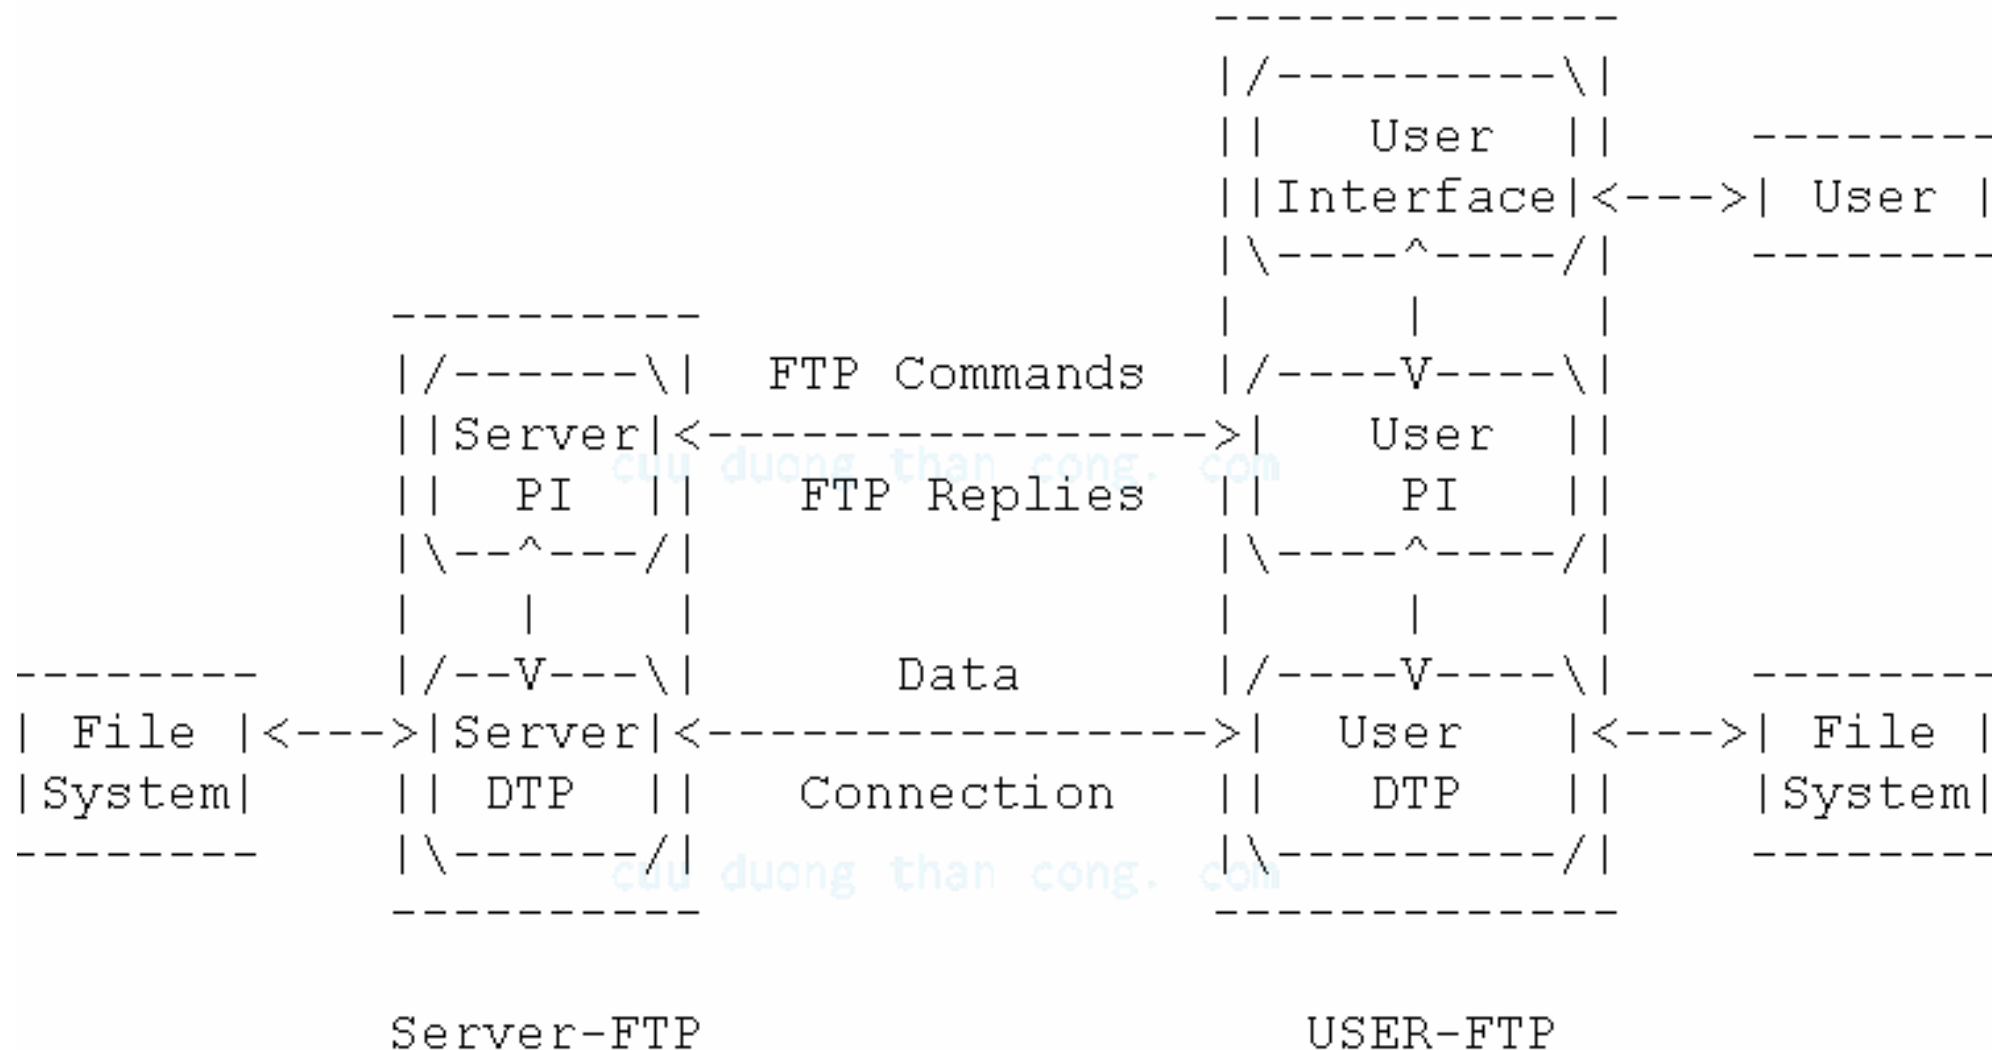 -------------
|/---------\|
||   User  ||    --------
||Interface|<--->| User |
|\----^----/|    --------
----------                |     |     |
|/------\|  FTP Commands  |/----V----\|
||Server|<---------------->|   User  ||
||  PI  ||   FTP Replies  ||    PI   ||
|\--^---/|                |\----^----/|
|   |    |                |     |     |
--------    |/--V---\|      Data      |/----V----\|    --------
| File |<--->|Server|<---------------->|  User   |<--->| File |
|System|    || DTP  ||   Connection   ||   DTP   ||    |System|
--------    |\------/|                |\---------/|    --------
----------                -------------
Server-FTP                   USER-FTP
cuu duong than cong. com
cuu duong than cong. com